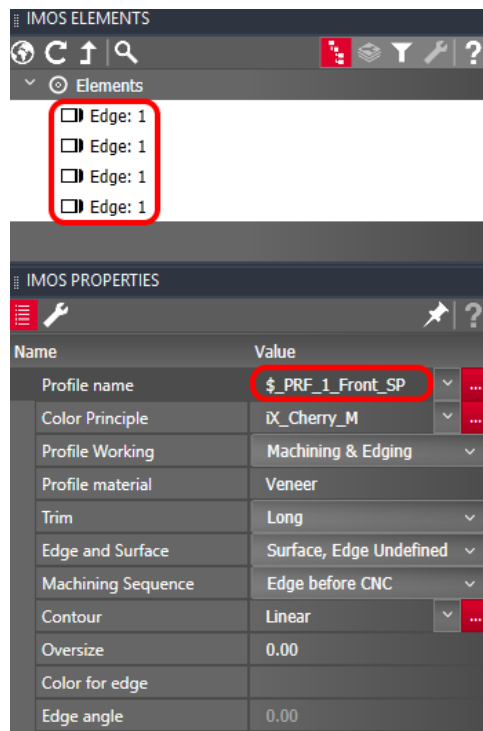 IMOS ELEMENTS
?
Elements
Edge: 1
Edge: 1
Edge: 1
Edge: 1
IMOS PROPERTIES
?
Name Value
Profile name $_PRF_1_Front_SP ...
Color Principle iX_Cherry_M ...
Profile Working Machining & Edging
Profile material Veneer
Trim Long
Edge and Surface Surface, Edge Undefined
Machining Sequence Edge before CNC
Contour Linear ...
Oversize 0.00
Color for edge
Edge angle 0.00